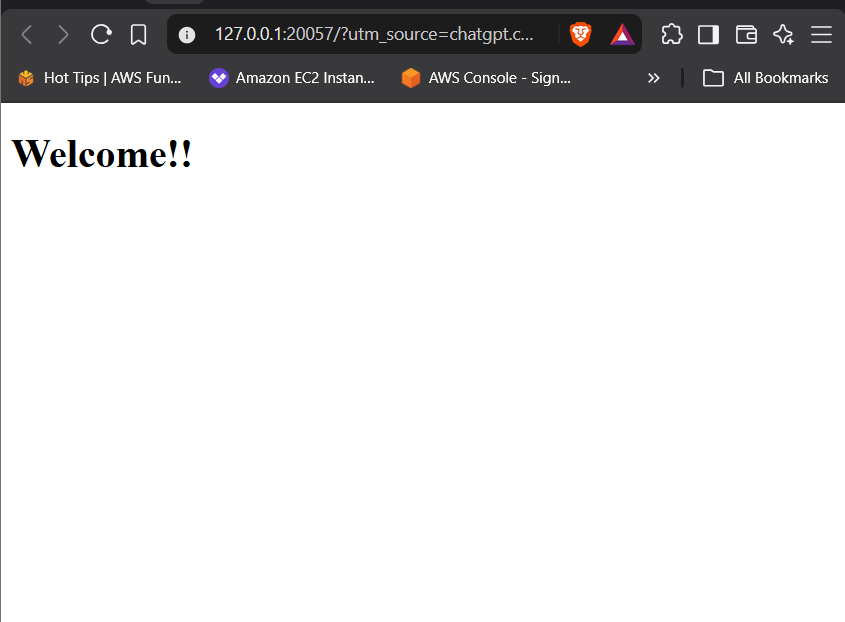 127.0.0.1:20057/?utm_source=chatgpt.c...
Hot Tips | AWS Fun... Amazon EC2 Instan... AWS Console - Sign... » All Bookmarks
Welcome!!